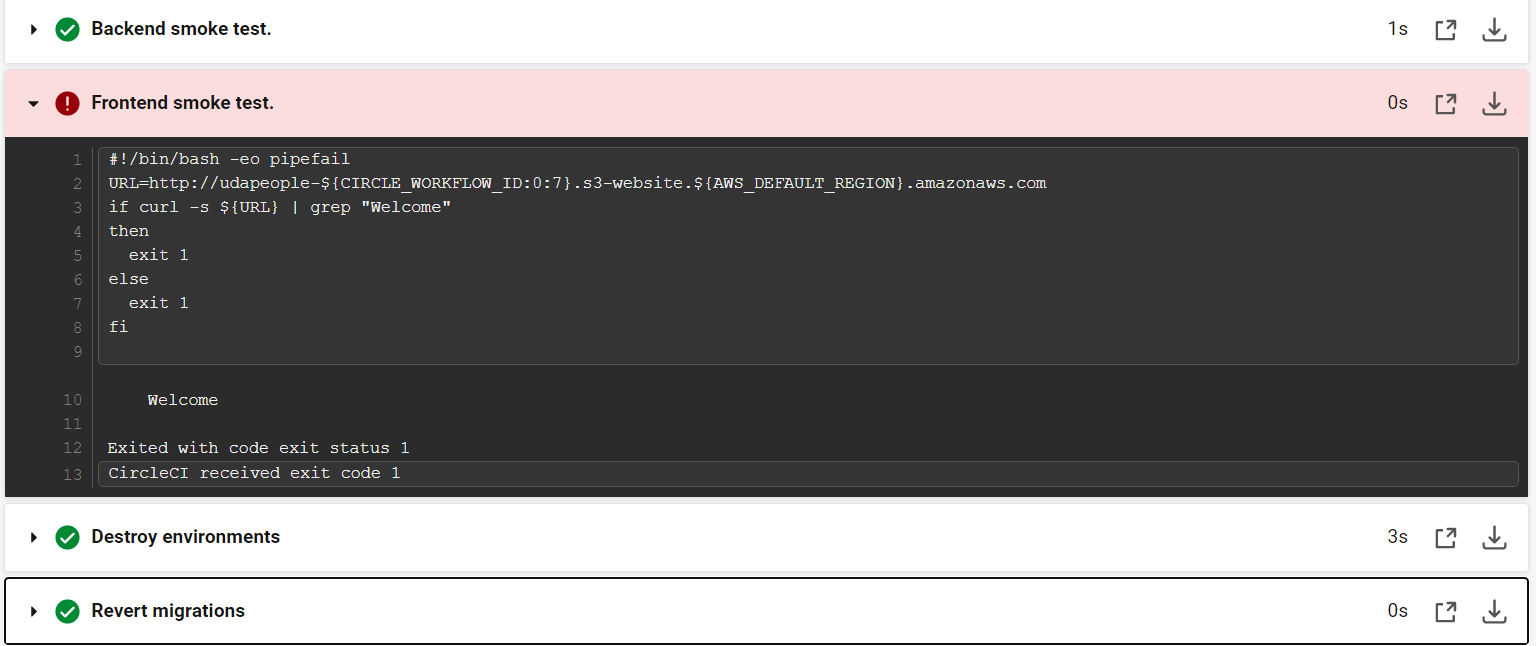 Backend smoke test. 1s
Frontend smoke test. 0s
1 #!/bin/bash -eo pipefail
2 URL=http://udapeople-${CIRCLE_WORKFLOW_ID:0:7}.s3-website.${AWS_DEFAULT_REGION}.amazonaws.com
3 if curl -s ${URL} | grep "Welcome"
4 then
5   exit 1
6 else
7   exit 1
8 fi
9
10     Welcome
11
12 Exited with code exit status 1
13 CircleCI received exit code 1
Destroy environments 3s
Revert migrations 0s